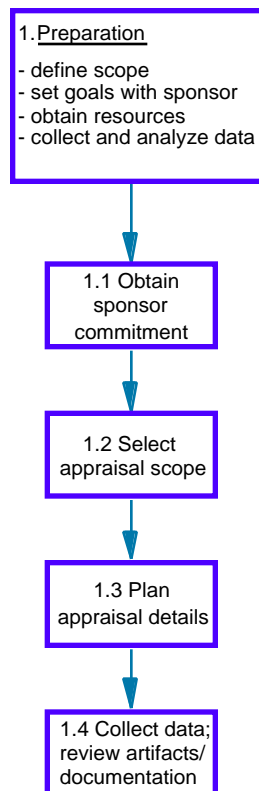 1. Preparation
- define scope
- set goals with sponsor
- obtain resources
- collect and analyze data
1.1 Obtain
sponsor
commitment
1.2 Select
appraisal scope
1.3 Plan
appraisal details
1.4 Collect data;
review artifacts/
documentation